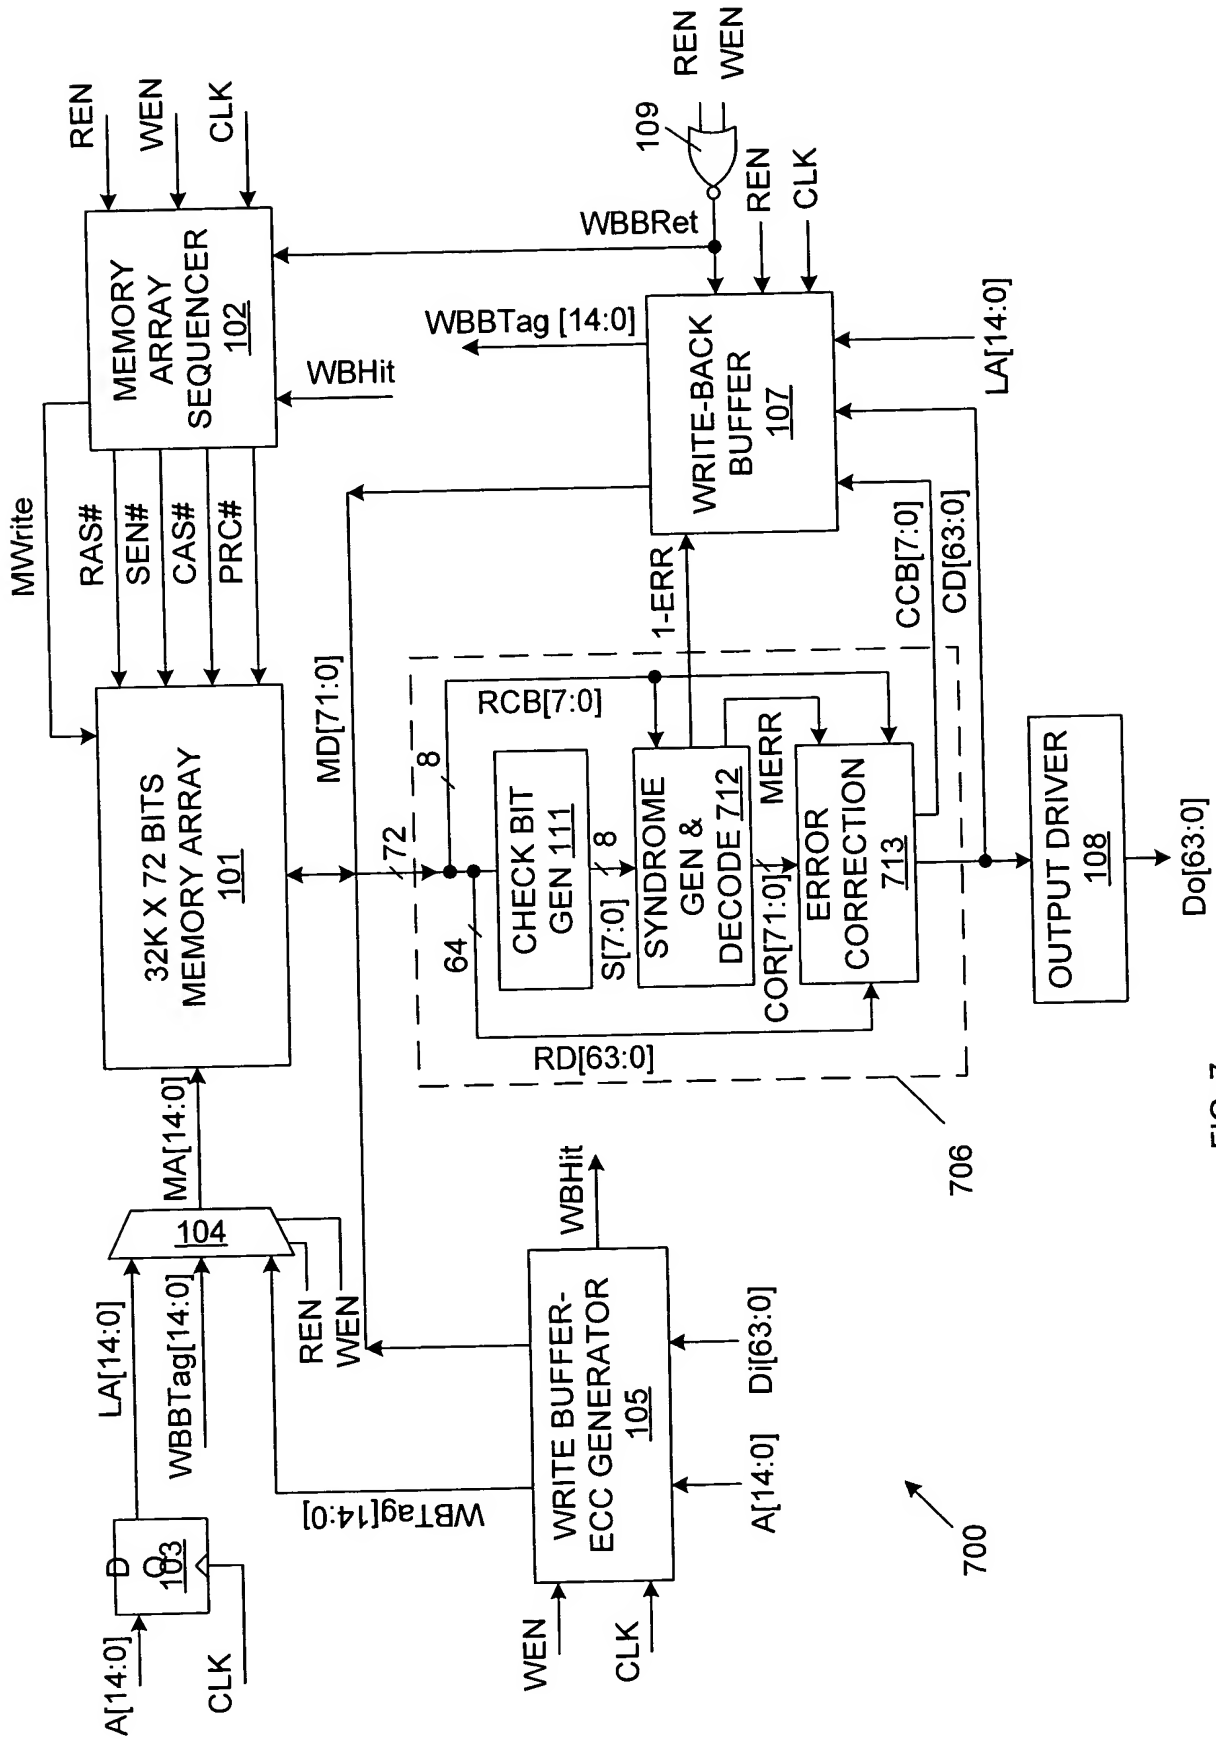 REN
WEN
CLK
MEMORY
ARRAY
SEQUENCER
102
MWrite
RAS#
SEN#
CAS#
PRC#
WBHit
WBBRet
109
REN
WEN
REN
CLK
32K X 72 BITS
MEMORY ARRAY
101
MA[14:0]
104
LA[14:0]
WBBTag[14:0]
REN
WEN
D
Q
103
A[14:0]
CLK
MD[71:0]
72
WBBTag [14:0]
WRITE-BACK
BUFFER
107
LA[14:0]
1-ERR
CCB[7:0]
CD[63:0]
RCB[7:0]
8
64
CHECK BIT
GEN 111
8
S[7:0]
SYNDROME
GEN &
DECODE 712
MERR
COR[71:0]
ERROR
CORRECTION
713
RD[63:0]
706
OUTPUT DRIVER
108
Do[63:0]
WBTag[14:0]
WRITE BUFFER-
ECC GENERATOR
105
WBHit
Di[63:0]
A[14:0]
WEN
CLK
700